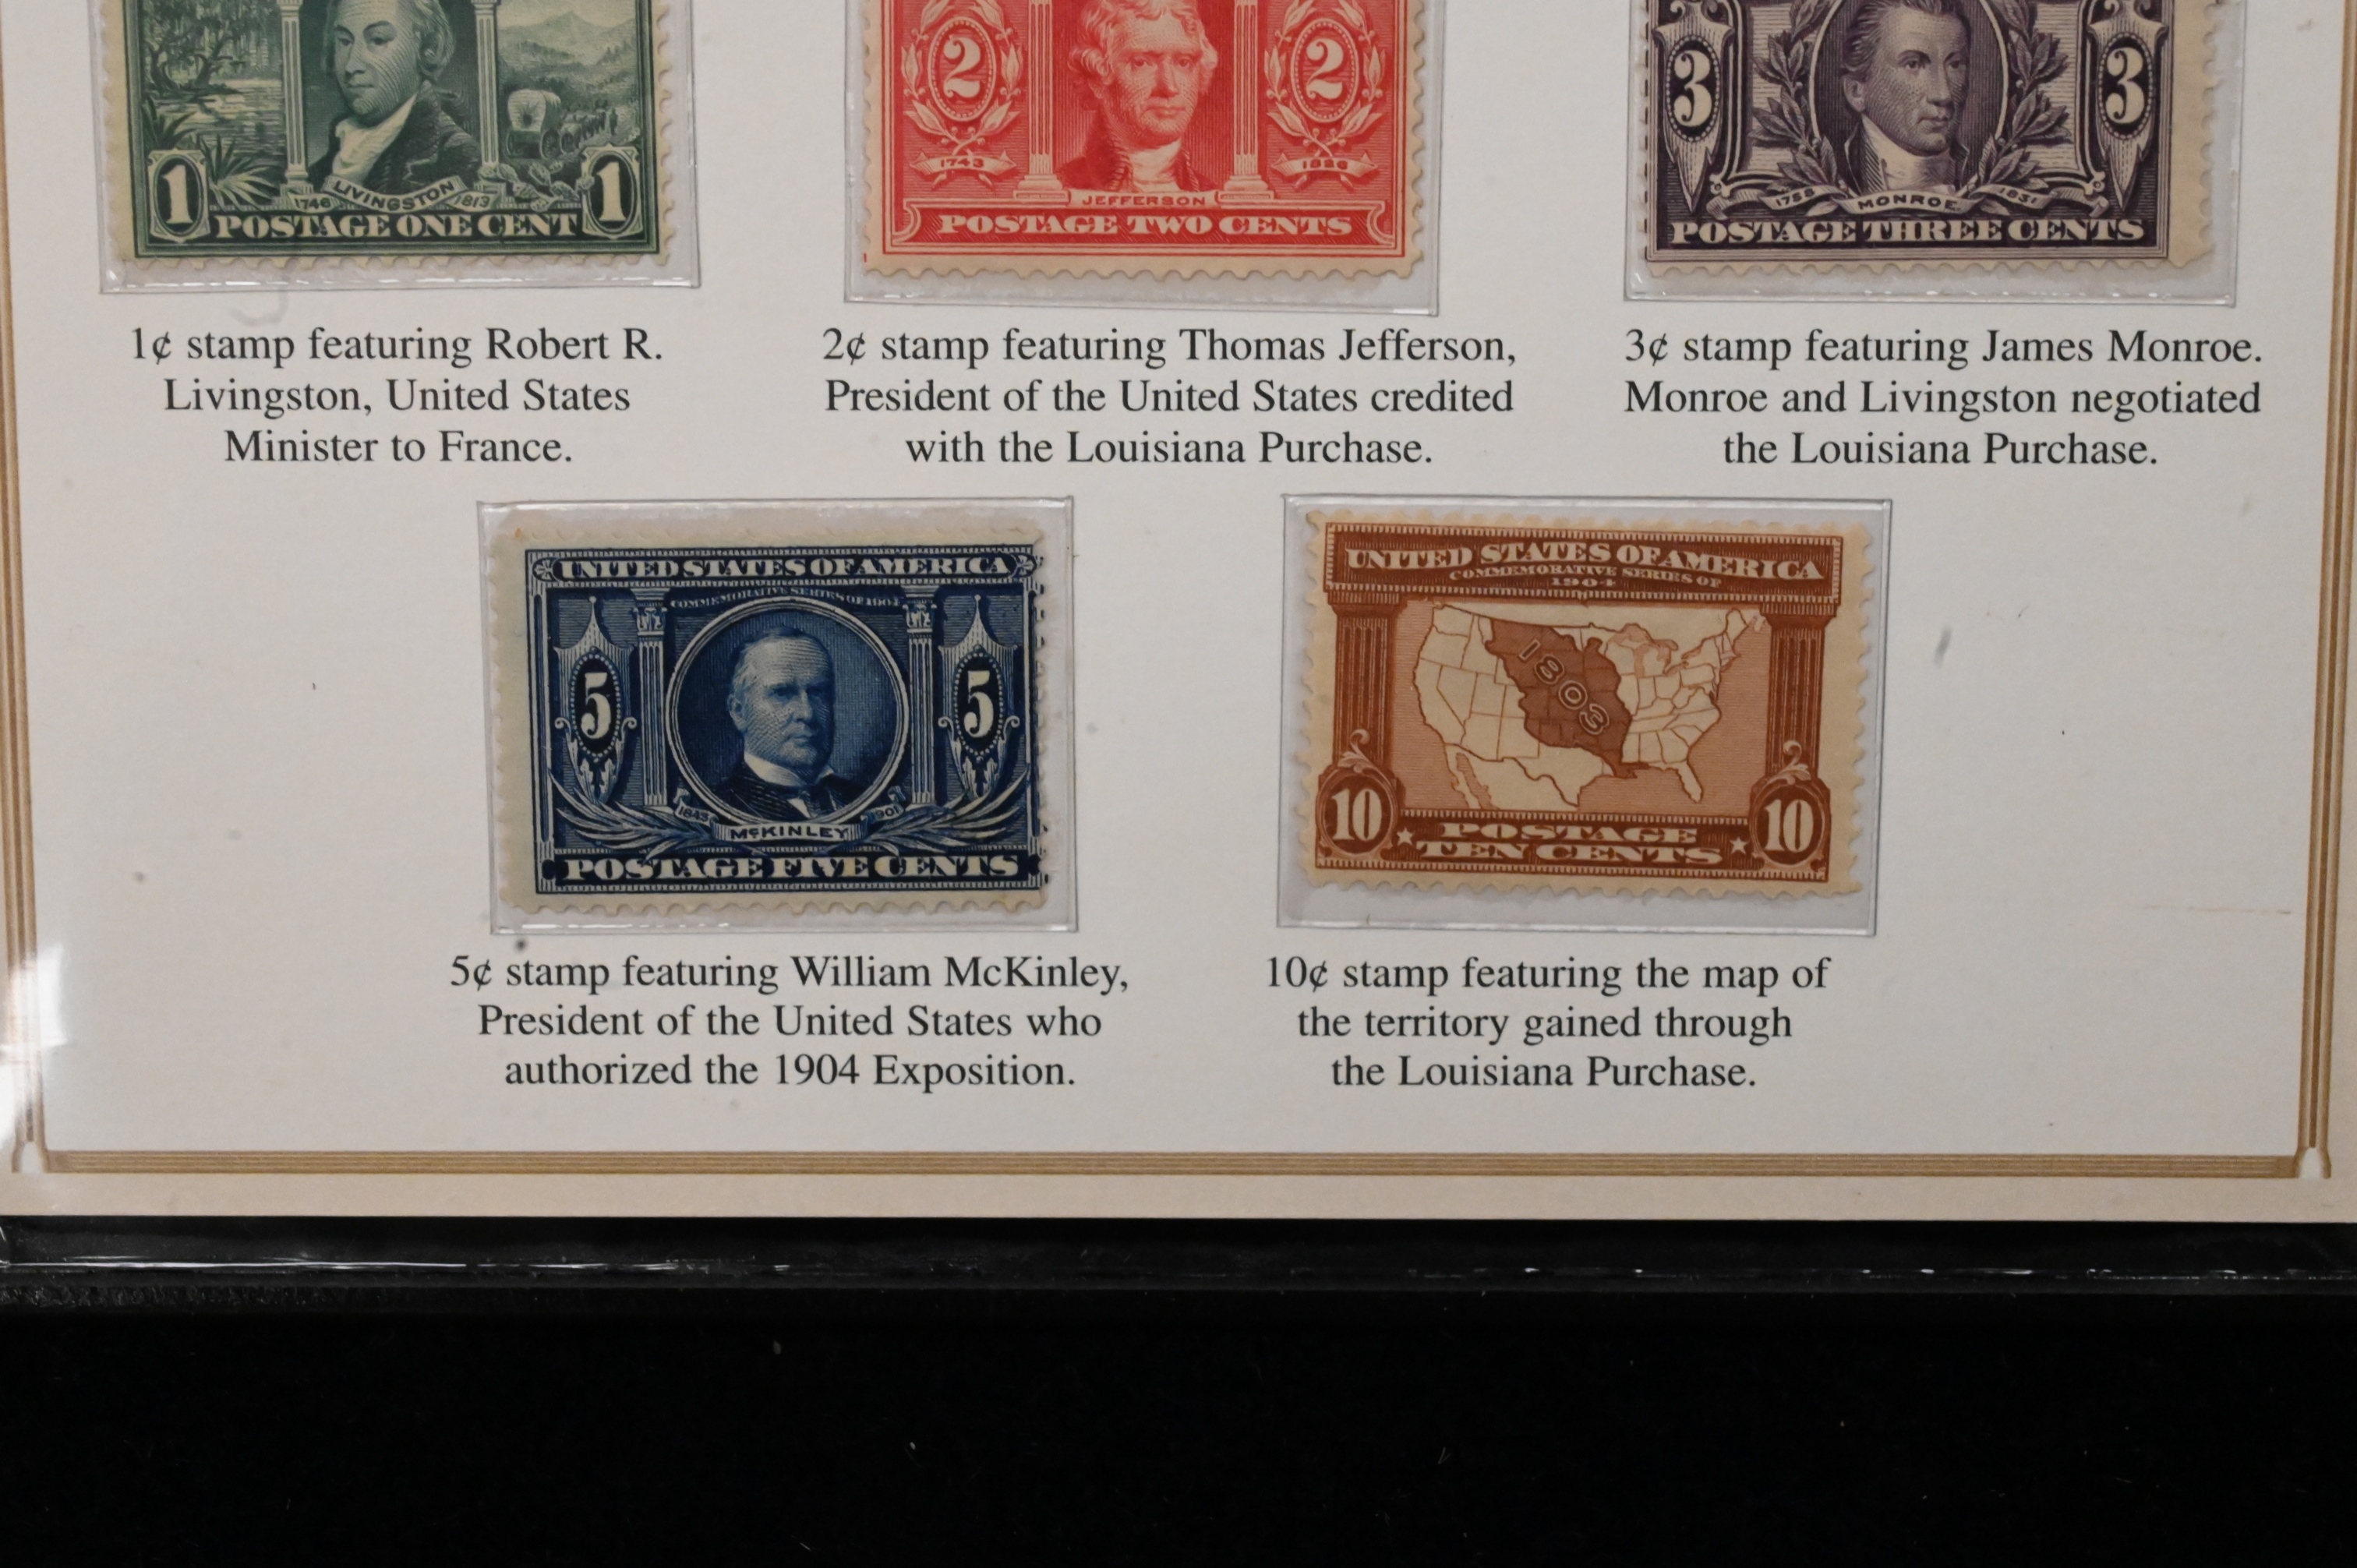 1 1
1746 LIVINGSTON 1813
POSTAGE ONE CENT
2 2
1743 1826
JEFFERSON
POSTAGE TWO CENTS
3 3
1758 MONROE 1831
POSTAGE THREE CENTS
1¢ stamp featuring Robert R.
Livingston, United States
Minister to France.
2¢ stamp featuring Thomas Jefferson,
President of the United States credited
with the Louisiana Purchase.
3¢ stamp featuring James Monroe.
Monroe and Livingston negotiated
the Louisiana Purchase.
UNITED STATES OF AMERICA
COMMEMORATIVE SERIES OF 1904
5 5
1843 McKINLEY 1901
POSTAGE FIVE CENTS
UNITED STATES OF AMERICA
COMMEMORATIVE SERIES OF
1904
1803
10 10
POSTAGE
TEN CENTS
5¢ stamp featuring William McKinley,
President of the United States who
authorized the 1904 Exposition.
10¢ stamp featuring the map of
the territory gained through
the Louisiana Purchase.